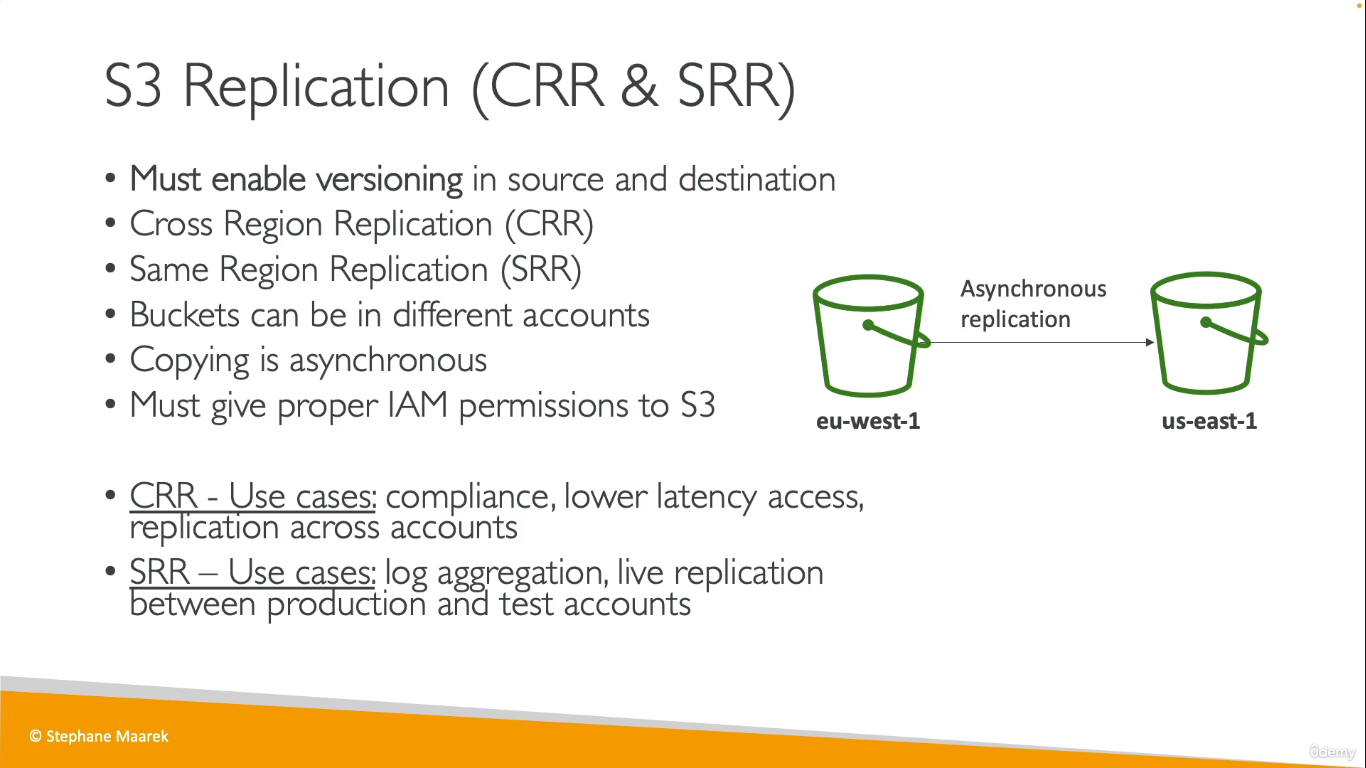 S3 Replication (CRR & SRR)
• Must enable versioning in source and destination
• Cross Region Replication (CRR)
• Same Region Replication (SRR)
• Buckets can be in different accounts
• Copying is asynchronous
• Must give proper IAM permissions to S3
• CRR - Use cases: compliance, lower latency access,
replication across accounts
• SRR – Use cases: log aggregation, live replication
between production and test accounts
Asynchronous
replication
eu-west-1
us-east-1
© Stephane Maarek
ûdemy